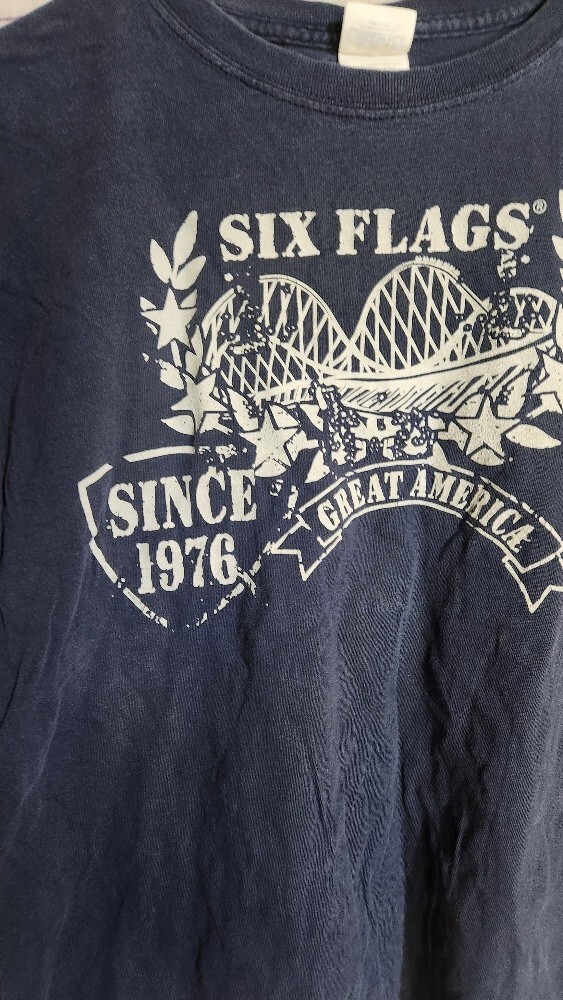 SIX FLAGS®
SINCE
1976
GREAT AMERICA